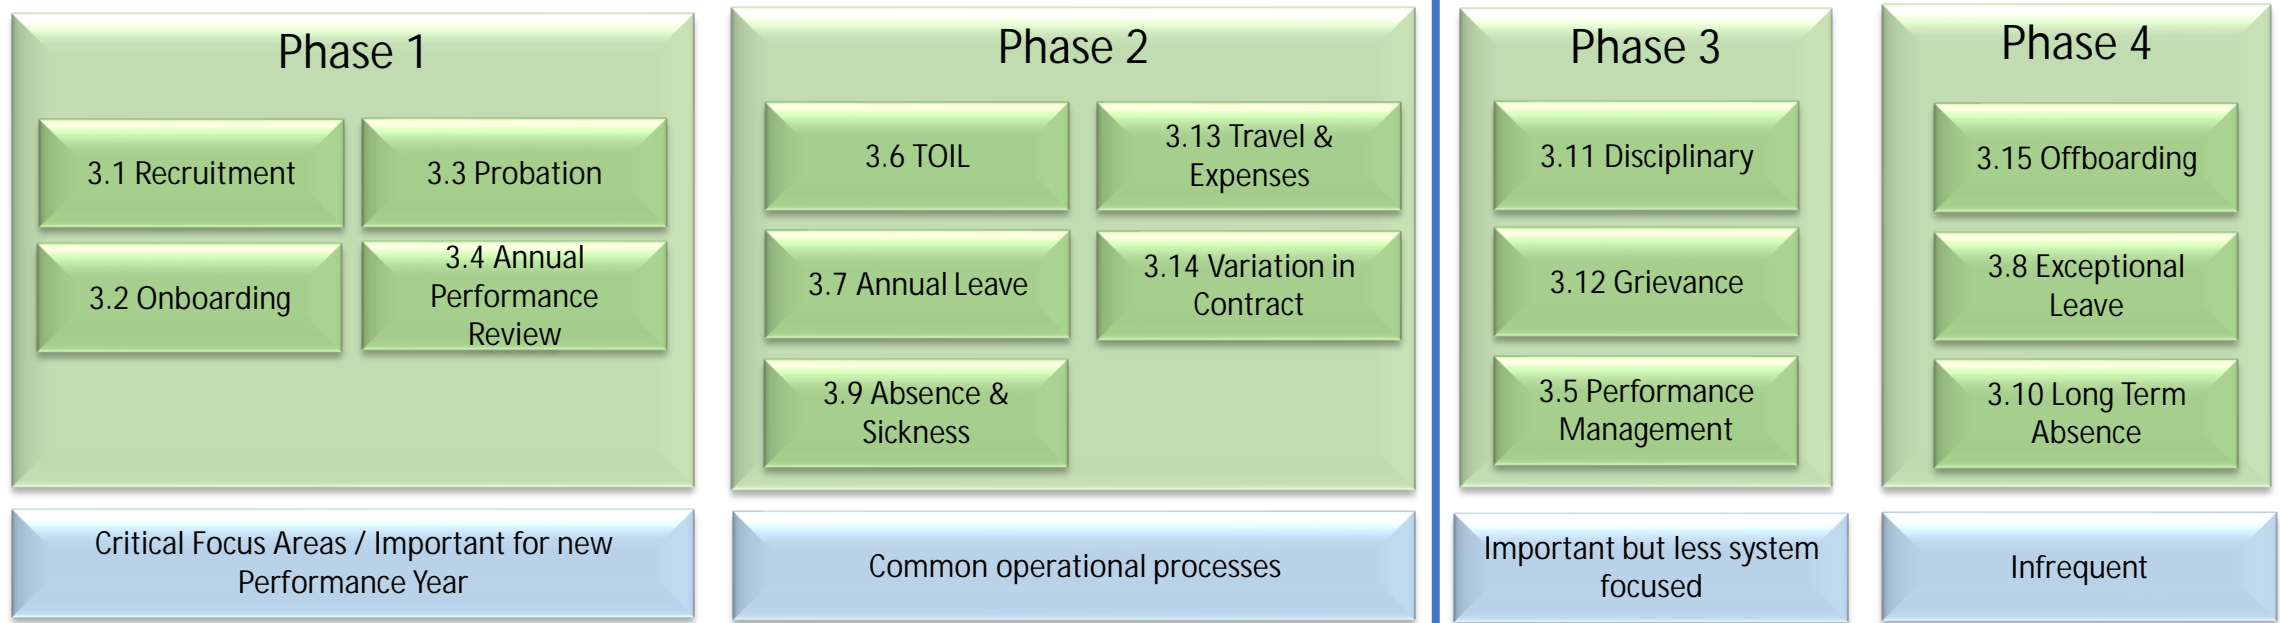 Phase 1
3.1 Recruitment
3.3 Probation
3.2 Onboarding
3.4 Annual
Performance
Review
Critical Focus Areas / Important for new
Performance Year
Phase 2
3.6 TOIL
3.13 Travel &
Expenses
3.7 Annual Leave
3.14 Variation in
Contract
3.9 Absence &
Sickness
Common operational processes
Phase 3
3.11 Disciplinary
3.12 Grievance
3.5 Performance
Management
Important but less system
focused
Phase 4
3.15 Offboarding
3.8 Exceptional
Leave
3.10 Long Term
Absence
Infrequent